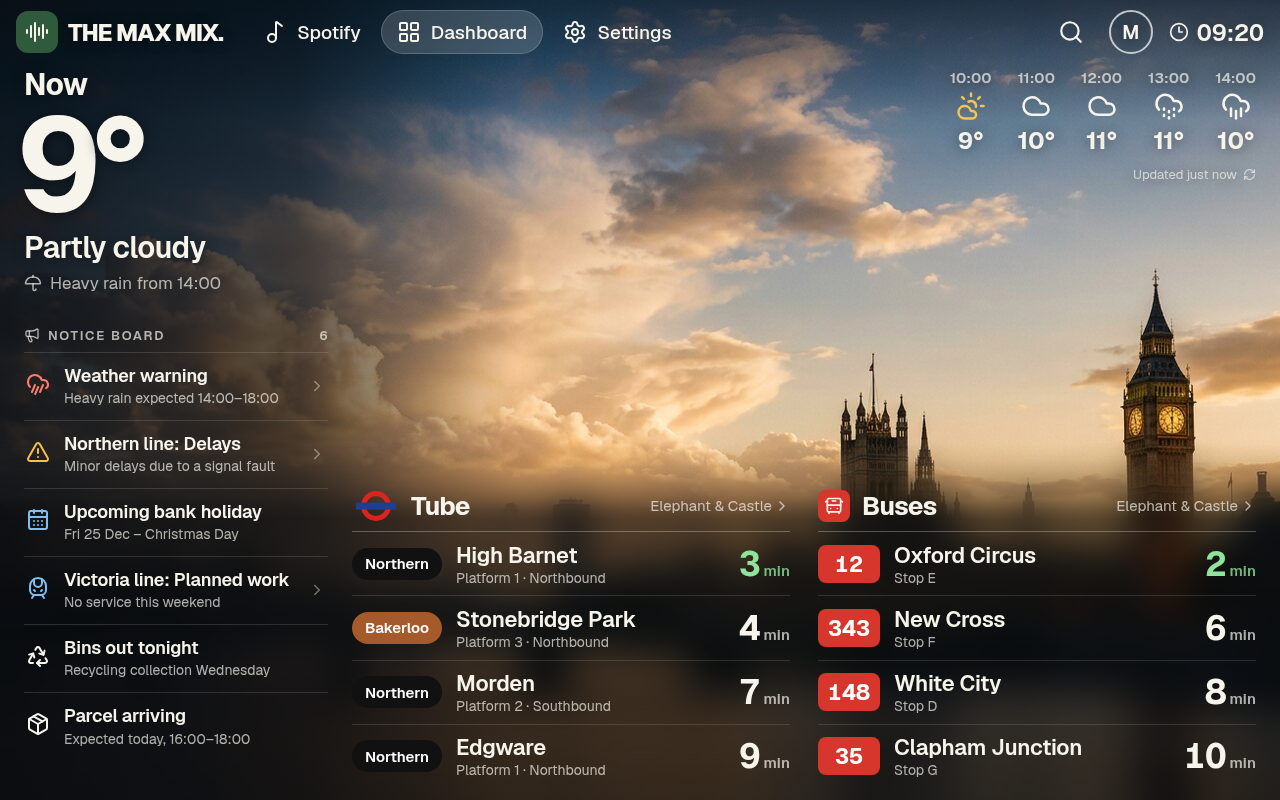 THE MAX MIX.
Spotify
Dashboard
Settings
M
09:20
Now
9°
Partly cloudy
Heavy rain from 14:00
10:00 11:00 12:00 13:00 14:00
9° 10° 11° 11° 10°
Updated just now
NOTICE BOARD 6
Weather warning
Heavy rain expected 14:00–18:00
Northern line: Delays
Minor delays due to a signal fault
Upcoming bank holiday
Fri 25 Dec – Christmas Day
Victoria line: Planned work
No service this weekend
Bins out tonight
Recycling collection Wednesday
Parcel arriving
Expected today, 16:00–18:00
Tube Elephant & Castle
Northern High Barnet 3 min
Platform 1 · Northbound
Bakerloo Stonebridge Park 4 min
Platform 3 · Northbound
Northern Morden 7 min
Platform 2 · Southbound
Northern Edgware 9 min
Platform 1 · Northbound
Buses Elephant & Castle
12 Oxford Circus 2 min
Stop E
343 New Cross 6 min
Stop F
148 White City 8 min
Stop D
35 Clapham Junction 10 min
Stop G